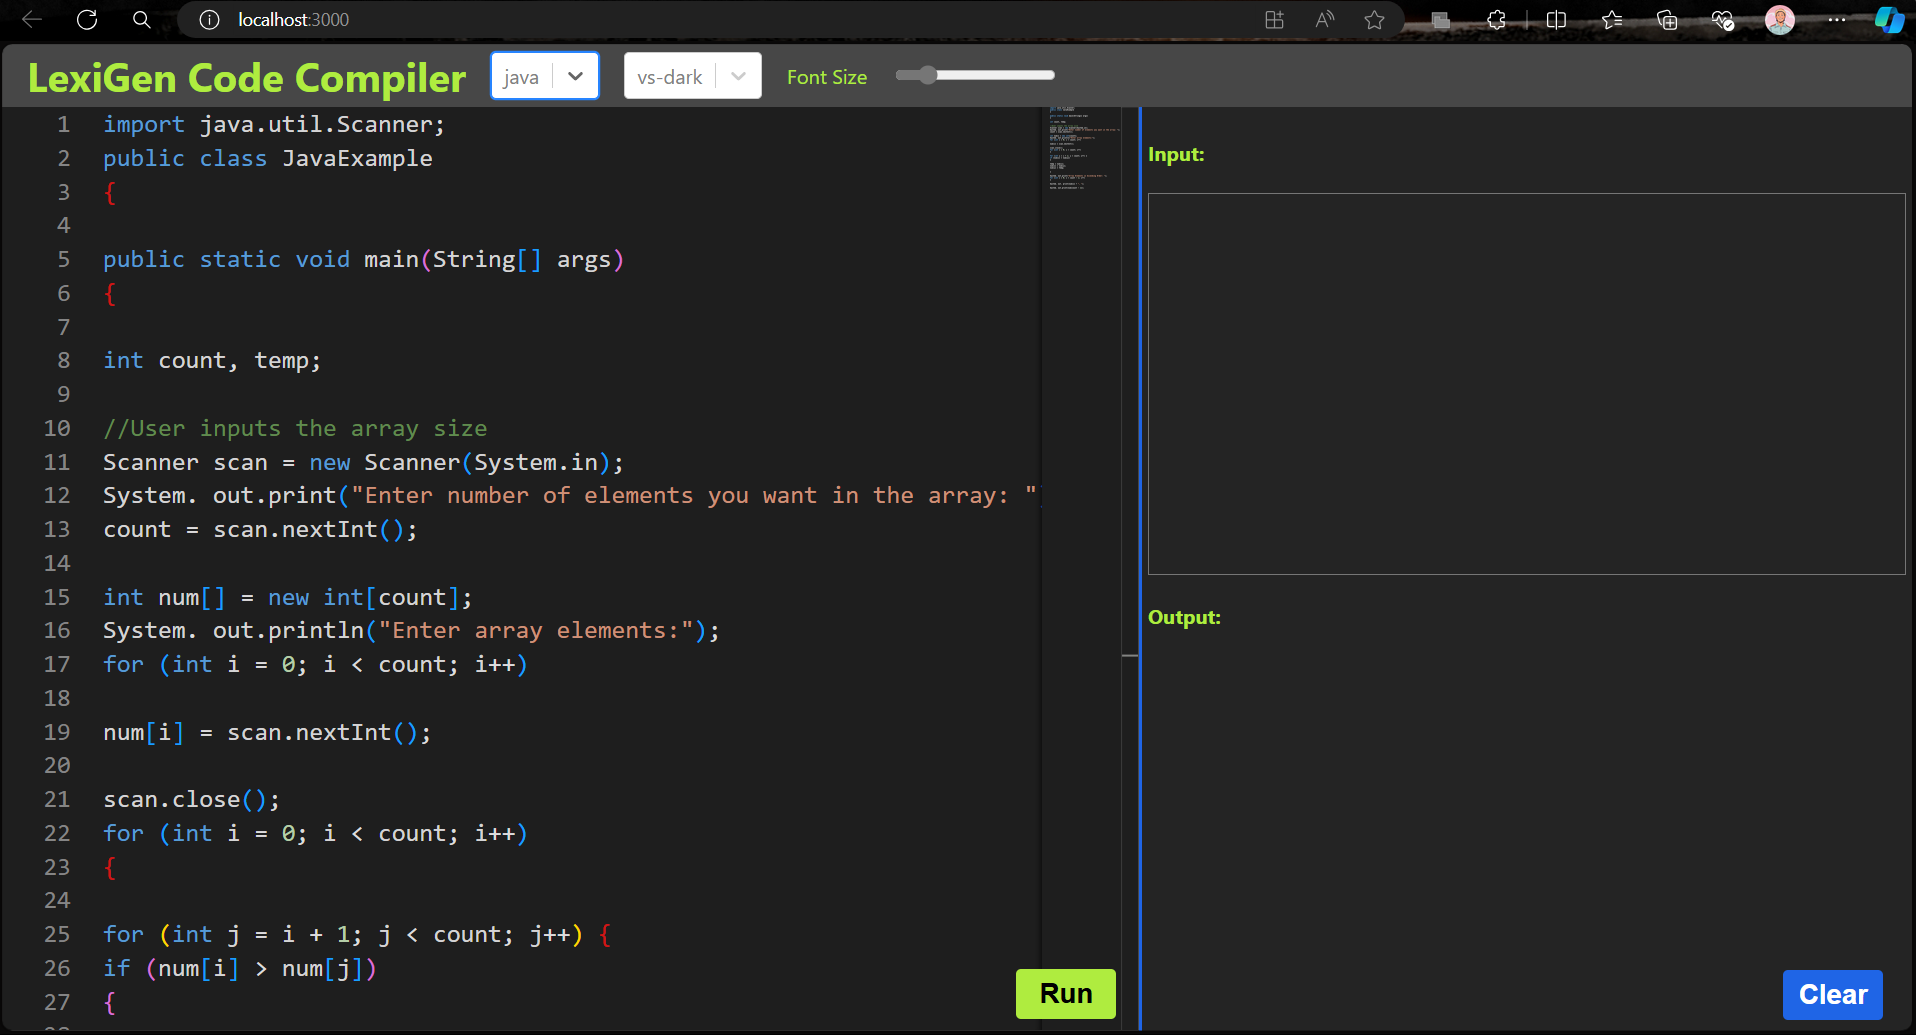 localhost:3000
LexiGen Code Compiler java vs-dark Font Size
1 import java.util.Scanner;
2 public class JavaExample
3 {
4
5 public static void main(String[] args)
6 {
7
8 int count, temp;
9
10 //User inputs the array size
11 Scanner scan = new Scanner(System.in);
12 System. out.print("Enter number of elements you want in the array: ")
13 count = scan.nextInt();
14
15 int num[] = new int[count];
16 System. out.println("Enter array elements:");
17 for (int i = 0; i < count; i++)
18
19 num[i] = scan.nextInt();
20
21 scan.close();
22 for (int i = 0; i < count; i++)
23 {
24
25 for (int j = i + 1; j < count; j++) {
26 if (num[i] > num[j])
27 {
Run
Input:
Output:
Clear